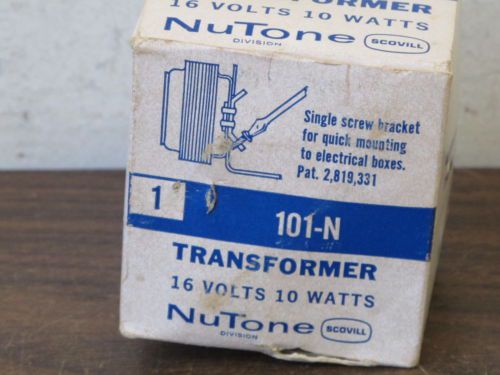 TRANSFORMER
16 VOLTS 10 WATTS
NuTone SCOVILL
DIVISION
Single screw bracket
for quick mounting
to electrical boxes.
Pat. 2,819,331
1 101-N
TRANSFORMER
16 VOLTS 10 WATTS
NuTone SCOVILL
DIVISION